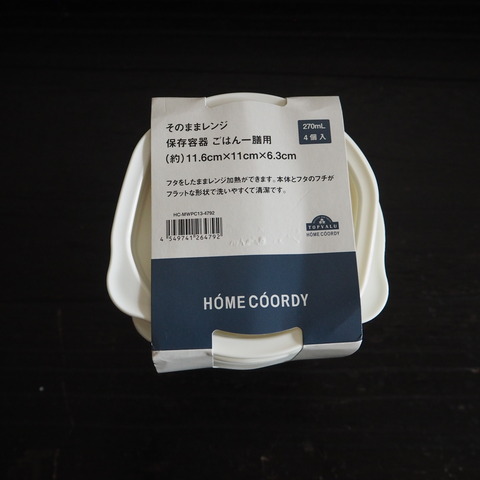 そのままレンジ
保存容器 ごはん一膳用
(約)11.6cm×11cm×6.3cm
270mL
4個入
フタをしたままレンジ加熱ができます。本体とフタのフチが
フラットな形状で洗いやすくて清潔です。
HC-MWPC13-4792
4 549741 264792
TOPVALU
HÓME CÓORDY
HÓME CÓORDY